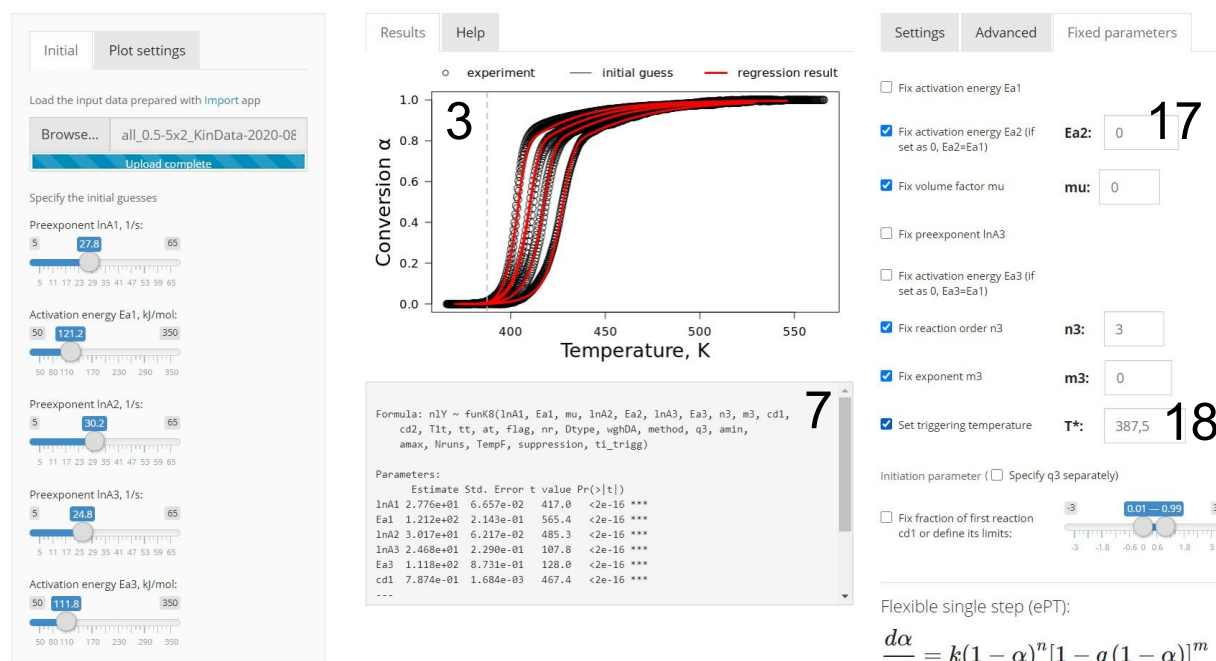 Initial Plot settings
Load the input data prepared with Import app
Browse... all_0.5-5x2_KinData-2020-08
Upload complete
Specify the initial guesses
Preexponent lnA1, 1/s:
5 27.8 65
5 11 17 23 29 35 41 47 53 59 65
Activation energy Ea1, kJ/mol:
50 121.2 350
50 80 110 170 230 290 350
Preexponent lnA2, 1/s:
5 30.2 65
5 11 17 23 29 35 41 47 53 59 65
Preexponent lnA3, 1/s:
5 24.8 65
5 11 17 23 29 35 41 47 53 59 65
Activation energy Ea3, kJ/mol:
50 111.8 350
50 80 110 170 230 290 350
Results Help
experiment initial guess regression result
3
Conversion α
1.0
0.8
0.6
0.4
0.2
0.0
400 450 500 550
Temperature, K
7
Formula: nlY ~ funK8(lnA1, Ea1, mu, lnA2, Ea2, lnA3, Ea3, n3, m3, cd1,
cd2, T1t, tt, at, flag, nr, Dtype, wghDA, method, q3, amin,
amax, Nruns, TempF, suppression, ti_trigg)
Parameters:
Estimate Std. Error t value Pr(>|t|)
lnA1 2.776e+01 6.657e-02 417.0 <2e-16 ***
Ea1 1.212e+02 2.143e-01 565.4 <2e-16 ***
lnA2 3.017e+01 6.217e-02 485.3 <2e-16 ***
lnA3 2.468e+01 2.290e-01 107.8 <2e-16 ***
Ea3 1.118e+02 8.731e-01 128.0 <2e-16 ***
cd1 7.874e-01 1.684e-03 467.4 <2e-16 ***
---
Settings Advanced Fixed parameters
Fix activation energy Ea1
17
Fix activation energy Ea2 (if
set as 0, Ea2=Ea1)
Ea2: 0
Fix volume factor mu mu: 0
Fix preexponent lnA3
Fix activation energy Ea3 (if
set as 0, Ea3=Ea1)
Fix reaction order n3 n3: 3
Fix exponent m3 m3: 0
Set triggering temperature T*: 387,5
18
Initiation parameter ( Specify q3 separately)
Fix fraction of first reaction
cd1 or define its limits:
-3 0.01 — 0.99 3
-3 -1.8 -0.6 0 0.6 1.8 3
Flexible single step (ePT):
dα
— = k(1 − α)ⁿ[1 − q(1 − α)]ᵐ